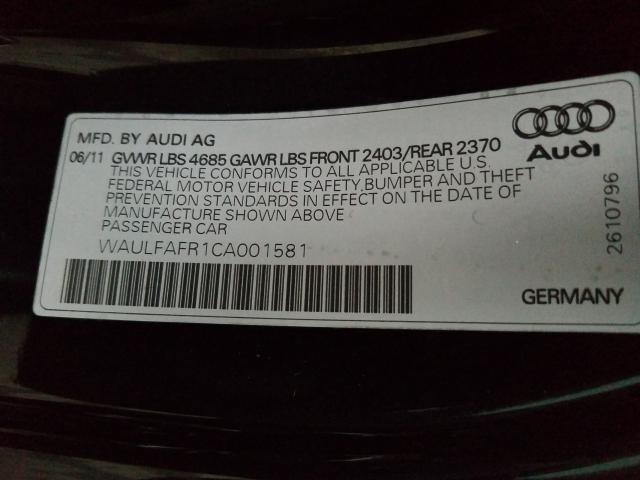 MFD. BY AUDI AG
06/11 GVWR LBS 4685 GAWR LBS FRONT 2403/REAR 2370
THIS VEHICLE CONFORMS TO ALL APPLICABLE U.S.
FEDERAL MOTOR VEHICLE SAFETY,BUMPER AND THEFT
PREVENTION STANDARDS IN EFFECT ON THE DATE OF
MANUFACTURE SHOWN ABOVE
PASSENGER CAR
WAULFAFR1CA001581
Audi
2610796
GERMANY